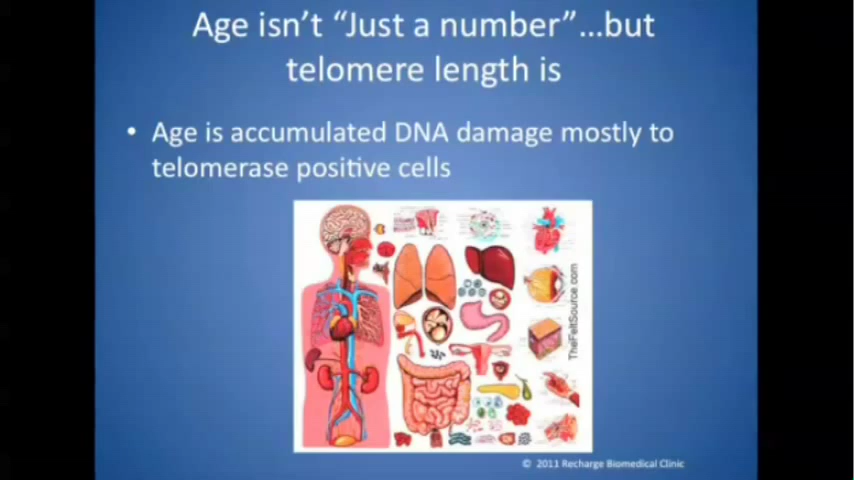 Age isn’t “Just a number”...but
telomere length is
• Age is accumulated DNA damage mostly to
telomerase positive cells
TheFeltSource.com
© 2011 Recharge Biomedical Clinic